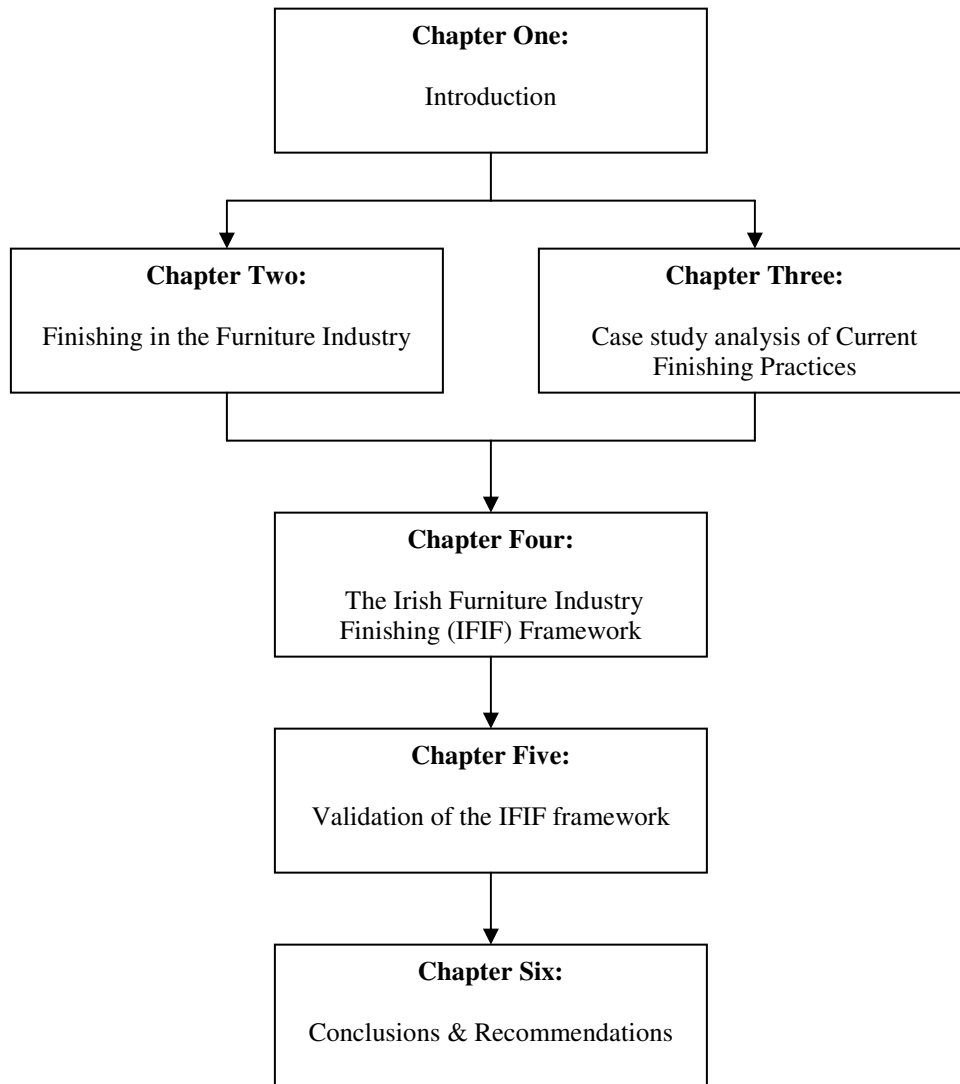 Chapter One:
Introduction
Chapter Two:
Finishing in the Furniture Industry
Chapter Three:
Case study analysis of Current
Finishing Practices
Chapter Four:
The Irish Furniture Industry
Finishing (IFIF) Framework
Chapter Five:
Validation of the IFIF framework
Chapter Six:
Conclusions & Recommendations